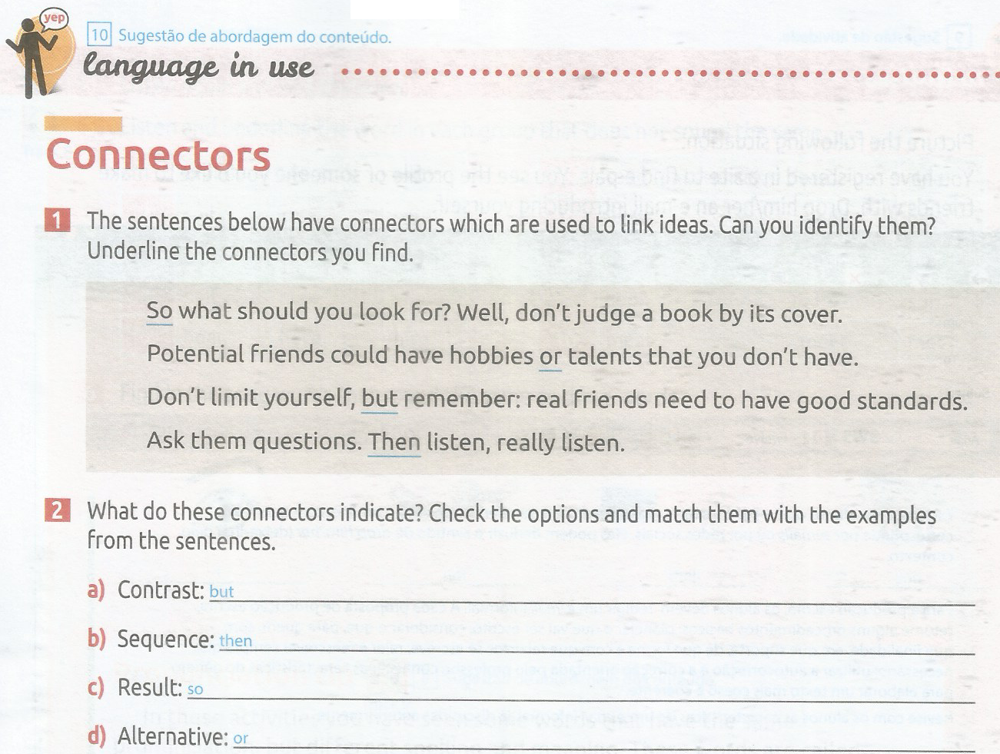 yep
10 Sugestão de abordagem do conteúdo.
language in use
Connectors
1 The sentences below have connectors which are used to link ideas. Can you identify them?
Underline the connectors you find.
So what should you look for? Well, don't judge a book by its cover.
Potential friends could have hobbies or talents that you don't have.
Don't limit yourself, but remember: real friends need to have good standards.
Ask them questions. Then listen, really listen.
2 What do these connectors indicate? Check the options and match them with the examples
from the sentences.
a) Contrast: but
b) Sequence: then
c) Result: so
d) Alternative: or